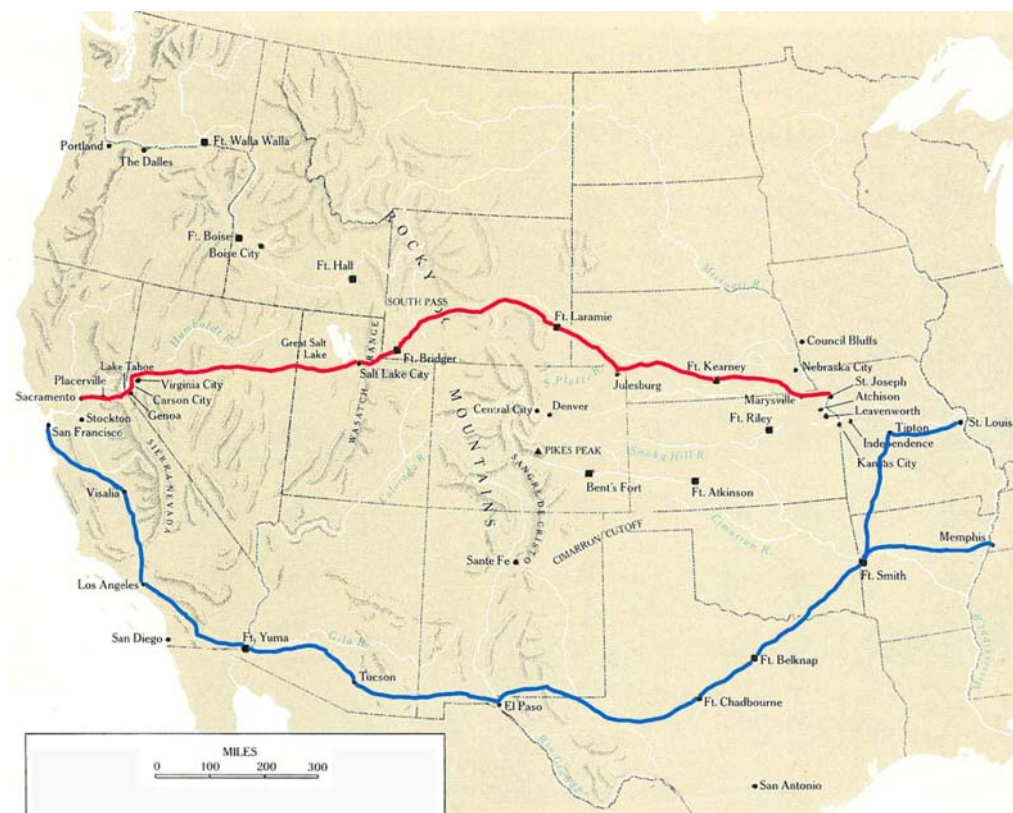 Portland
The Dalles
Ft. Walla Walla
Ft. Boise
Boise City
Ft. Hall
ROCKY
MOUNTAINS
SOUTH PASS
Ft. Laramie
Missouri R.
Council Bluffs
Nebraska City
Humboldt R.
Great Salt
Lake
WASATCH RANGE
Ft. Bridger
Salt Lake City
Lake Tahoe
Placerville
Virginia City
Carson City
Genoa
Sacramento
Stockton
San Francisco
SIERRA NEVADA
S. Platte R.
Julesburg
Ft. Kearney
Marysville
St. Joseph
Atchison
Leavenworth
Independence
Kansas City
Tipton
St. Louis
Central City
Denver
Ft. Riley
PIKES PEAK
Smoky Hill R.
Bent's Fort
Ft. Atkinson
Colorado R.
SANGRE DE CRISTO
CIMARRON CUTOFF
Cimarron R.
Visalia
Sante Fe
Memphis
Ft. Smith
Los Angeles
San Diego
Ft. Yuma
Gila R.
Tucson
El Paso
Ft. Belknap
Ft. Chadbourne
Rio Grande
San Antonio
MILES
0 100 200 300